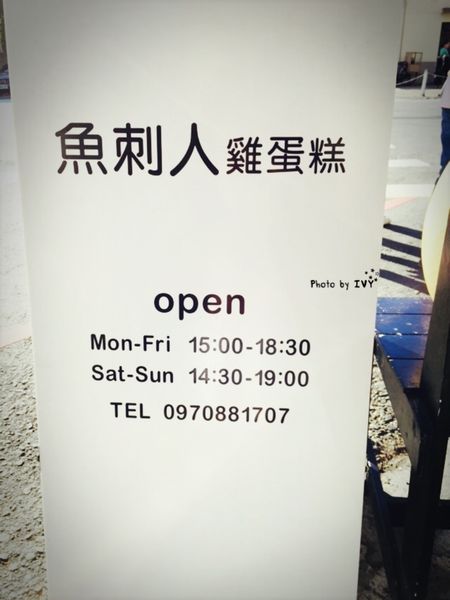 魚刺人雞蛋糕
Photo by IVY
open
Mon-Fri 15:00-18:30
Sat-Sun 14:30-19:00
TEL 0970881707